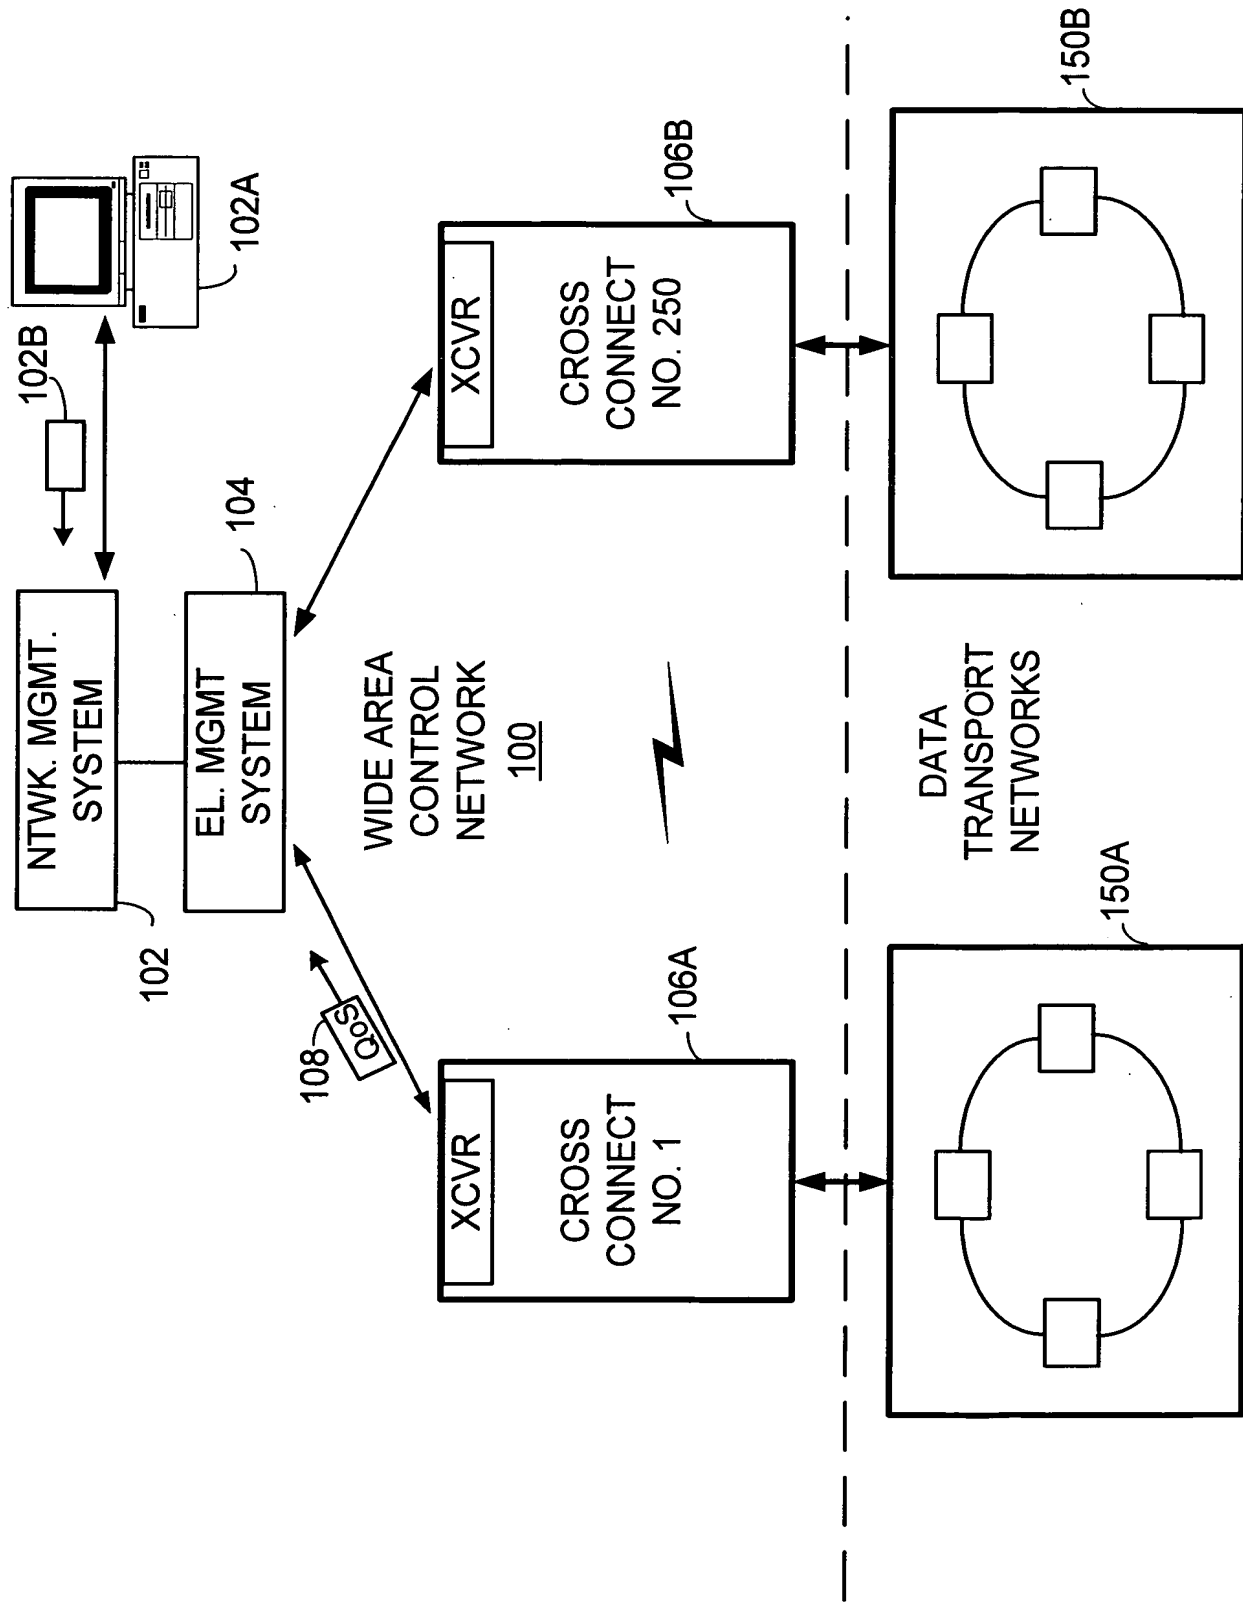 102A
102B
NTWK. MGMT.
SYSTEM
102
EL. MGMT
SYSTEM
104
QoS
108
WIDE AREA
CONTROL
NETWORK
100
XCVR
CROSS
CONNECT
NO. 1
106A
XCVR
CROSS
CONNECT
NO. 250
106B
DATA
TRANSPORT
NETWORKS
150A
150B